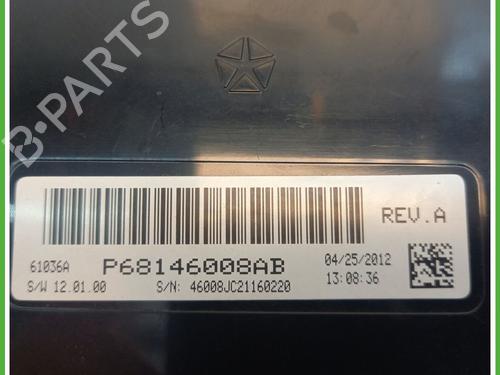 B-PARTS
REV.A
61036A P68146008AB 04/25/2012
S/W 12.01.00 S/N: 46008JC21160220 13:08:36